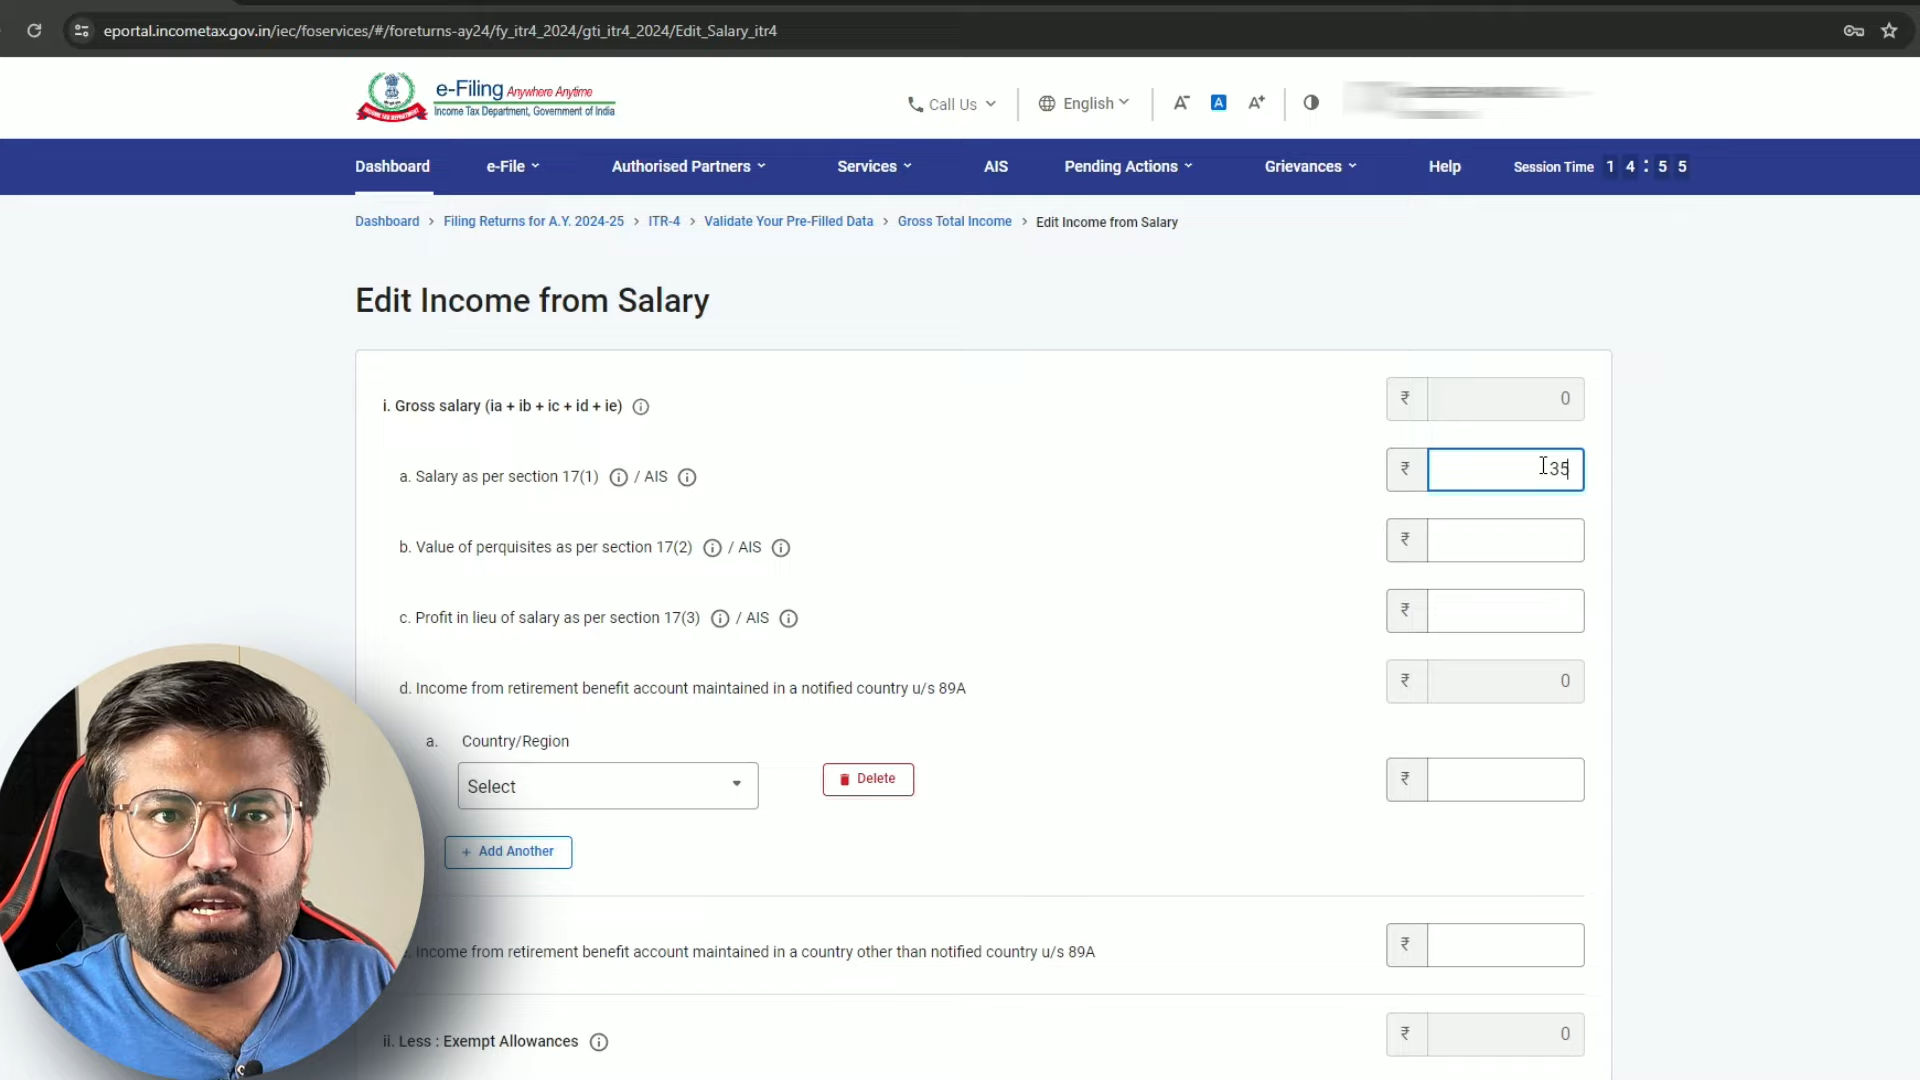 eportal.incometax.gov.in/iec/foservices/#/foreturns-ay24/fy_itr4_2024/gti_itr4_2024/Edit_Salary_itr4
e-Filing Anywhere Anytime
Income Tax Department, Government of India
Call Us
English
A-
A
A+
Dashboard
e-File
Authorised Partners
Services
AIS
Pending Actions
Grievances
Help
Session Time 1 4 : 5 5
Dashboard > Filing Returns for A.Y. 2024-25 > ITR-4 > Validate Your Pre-Filled Data > Gross Total Income > Edit Income from Salary
Edit Income from Salary
i. Gross salary (ia + ib + ic + id + ie)
₹ 0
a. Salary as per section 17(1) / AIS
₹ 35
b. Value of perquisites as per section 17(2) / AIS
₹
c. Profit in lieu of salary as per section 17(3) / AIS
₹
d. Income from retirement benefit account maintained in a notified country u/s 89A
₹ 0
a. Country/Region
Select
Delete
₹
+ Add Another
Income from retirement benefit account maintained in a country other than notified country u/s 89A
₹
ii. Less : Exempt Allowances
₹ 0